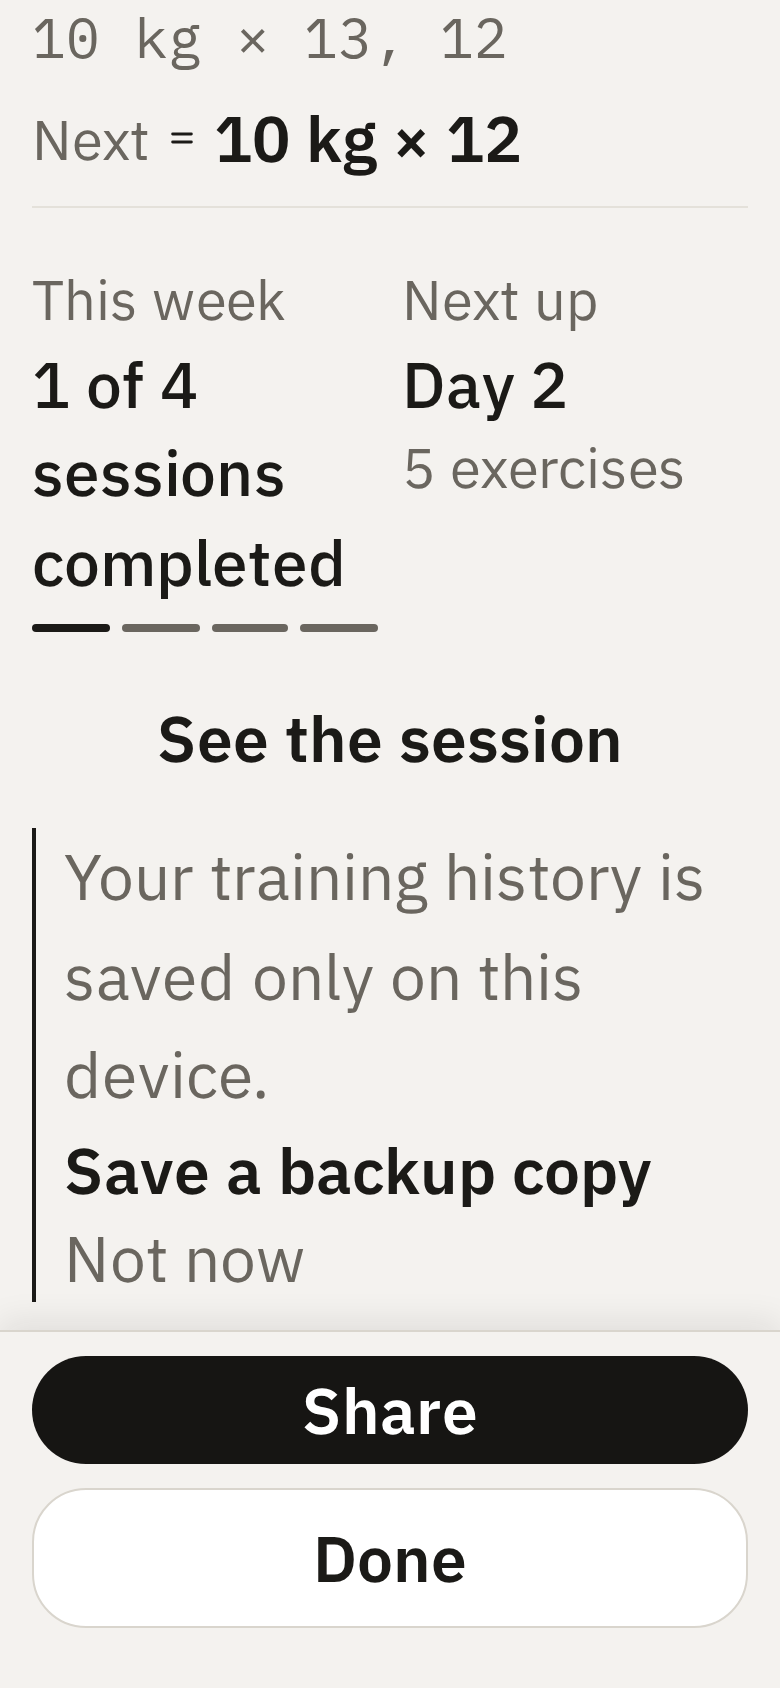 10 kg × 13, 12
Next = 10 kg × 12
This week
1 of 4
sessions
completed
Next up
Day 2
5 exercises
See the session
Your training history is
saved only on this
device.
Save a backup copy
Not now
Share
Done